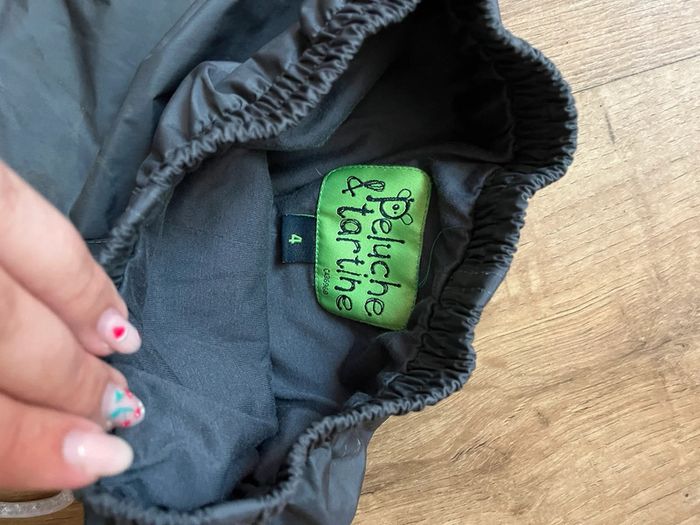 Peluche
& tartine
4